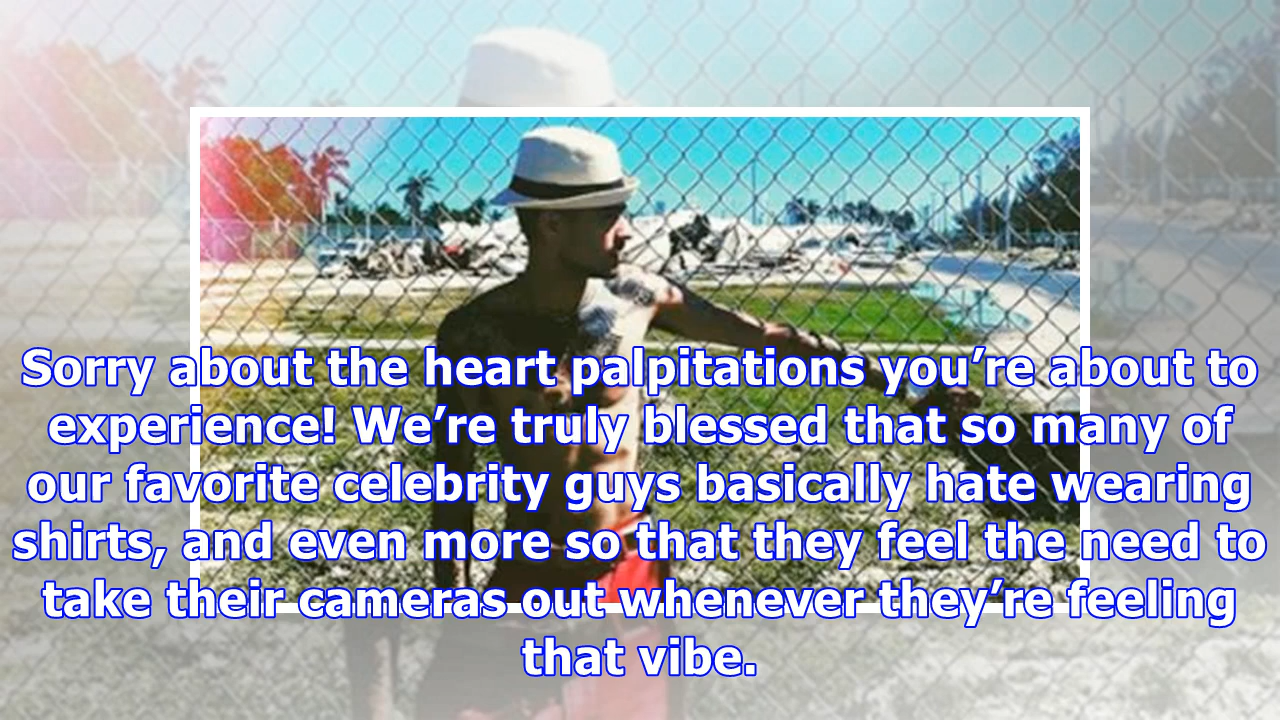 Sorry about the heart palpitations you’re about to
experience! We’re truly blessed that so many of
our favorite celebrity guys basically hate wearing
shirts, and even more so that they feel the need to
take their cameras out whenever they’re feeling
that vibe.